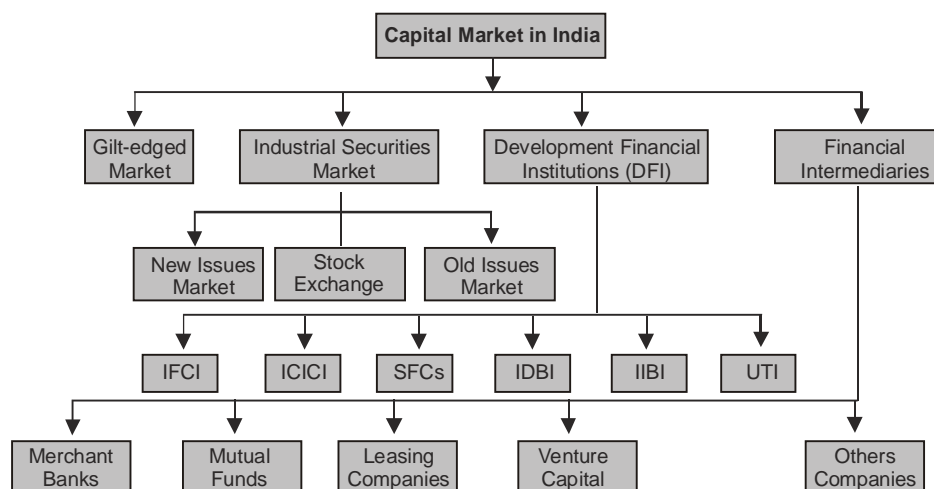 Capital Market in India
Gilt-edged
Market
Industrial Securities
Market
Development Financial
Institutions (DFI)
Financial
Intermediaries
New Issues
Market
Stock
Exchange
Old Issues
Market
IFCI
ICICI
SFCs
IDBI
IIBI
UTI
Merchant
Banks
Mutual
Funds
Leasing
Companies
Venture
Capital
Others
Companies